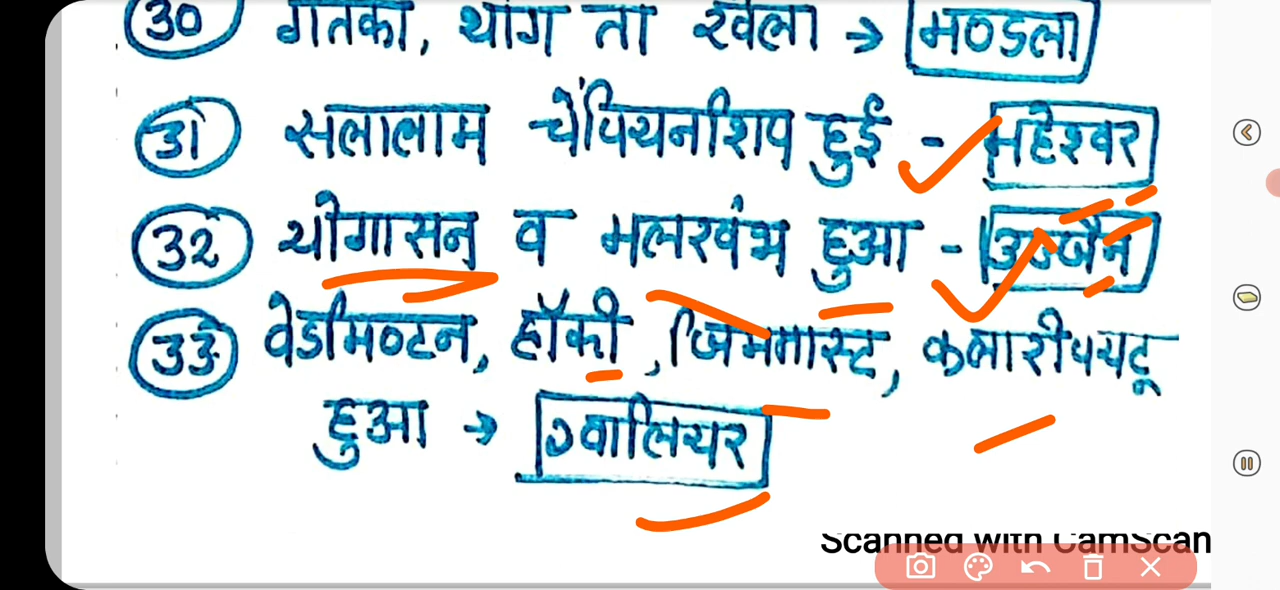 30 गतका, थांग ता खेला → मण्डला
31 सलालाम चेंपियनशिप हुई - महेश्वर
32 योगासन व मलखंभ हुआ - उज्जैन
33 बेडमिण्टन, हॉकी, जिमनास्ट, कलारीपयटू
हुआ → ग्वालियर
Scanned with CamScan